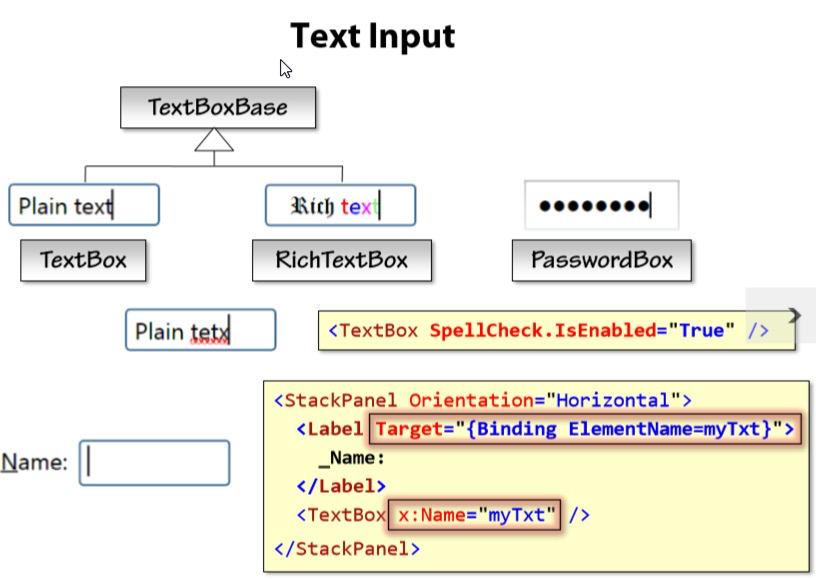 Text Input
TextBoxBase
Plain text
Rich text
●●●●●●●●
TextBox
RichTextBox
PasswordBox
Plain tetx
<TextBox SpellCheck.IsEnabled="True" />
Name:
<StackPanel Orientation="Horizontal">
<Label Target="{Binding ElementName=myTxt}">
_Name:
</Label>
<TextBox x:Name="myTxt" />
</StackPanel>